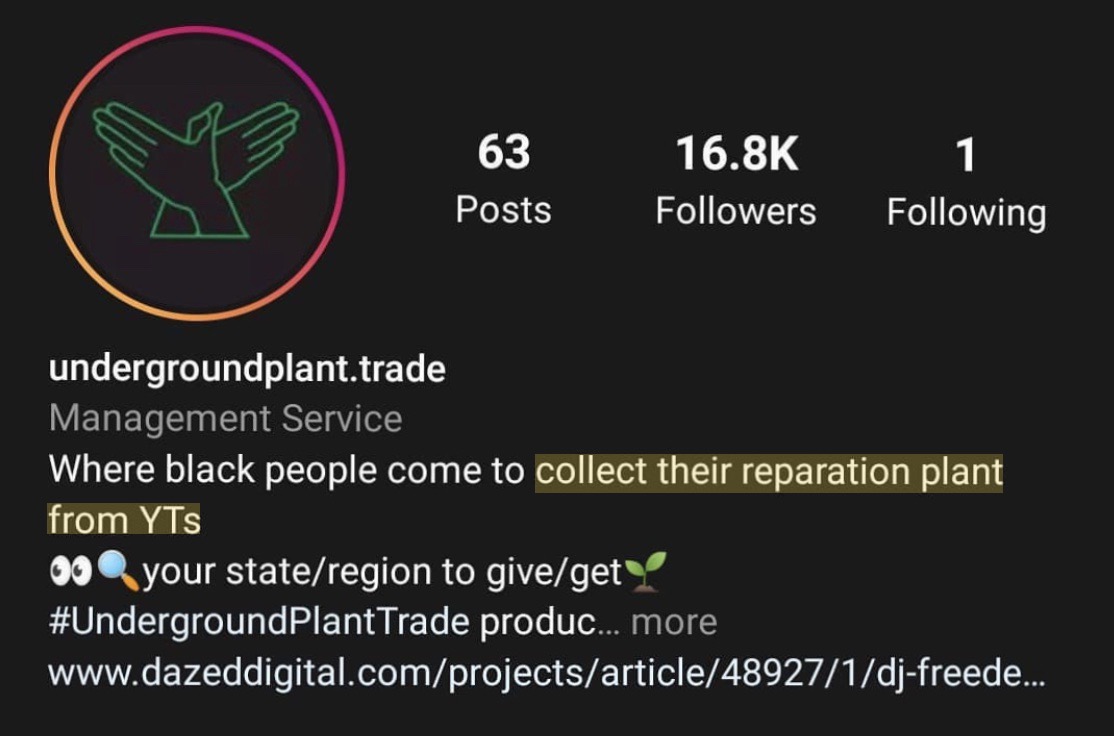 63 16.8K 1
Posts Followers Following
undergroundplant.trade
Management Service
Where black people come to collect their reparation plant
from YTs
👀🔍your state/region to give/get🌱
#UndergroundPlantTrade produc... more
www.dazeddigital.com/projects/article/48927/1/dj-freede...